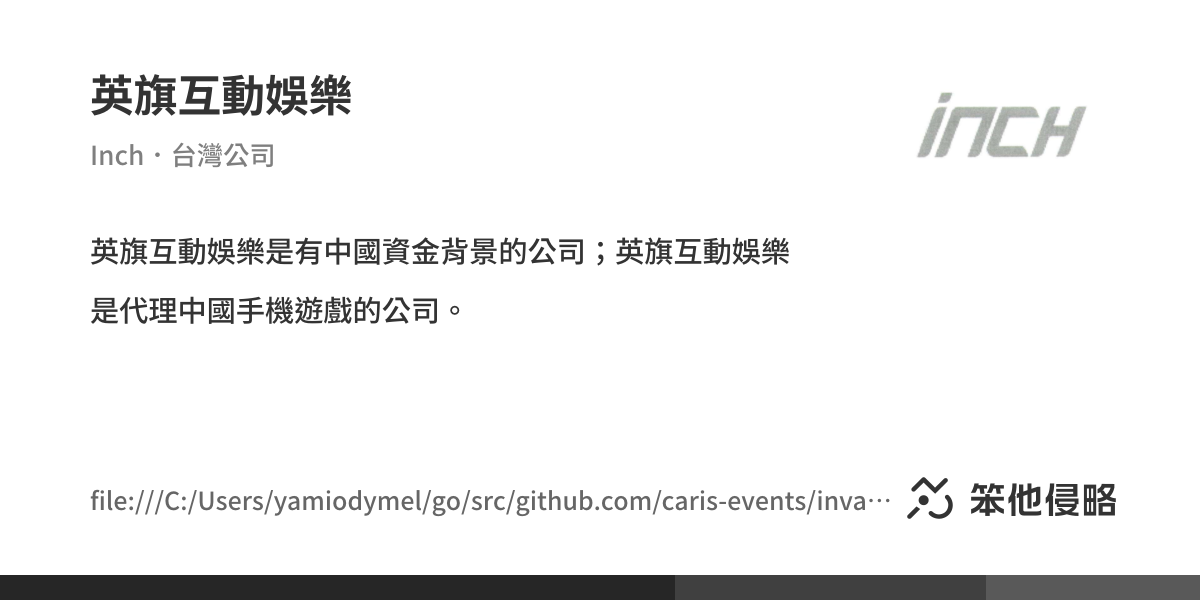 英旗互動娛樂
Inch・台灣公司
inCH
英旗互動娛樂是有中國資金背景的公司；英旗互動娛樂
是代理中國手機遊戲的公司。
file:///C:/Users/yamiodymel/go/src/github.com/caris-events/inva…
笨他侵略